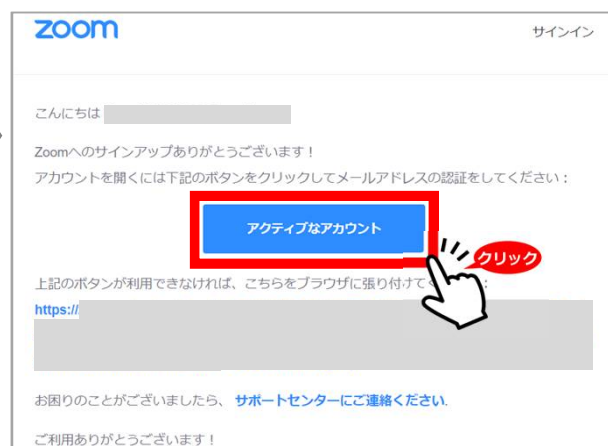 zoom
サインイン
こんにちは
Zoomへのサインアップありがとうございます！
アカウントを開くには下記のボタンをクリックしてメールアドレスの認証をしてください：
アクティブなアカウント
クリック
上記のボタンが利用できなければ、こちらをブラウザに張り付けてく :
https://
お困りのことがございましたら、 サポートセンターにご連絡ください.
ご利用ありがとうございます！